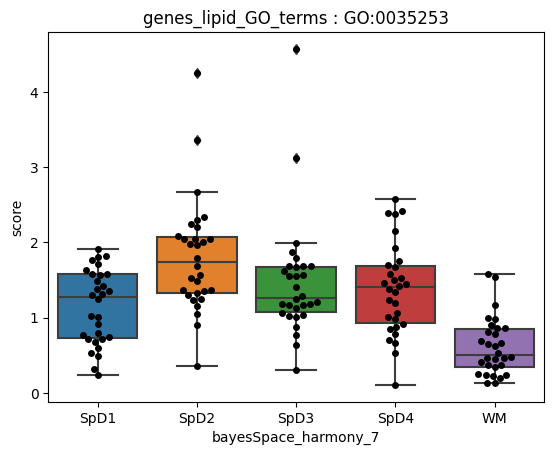 genes_lipid_GO_terms : GO:0035253
score
4
3
2
1
0
SpD1 SpD2 SpD3 SpD4 WM
bayesSpace_harmony_7